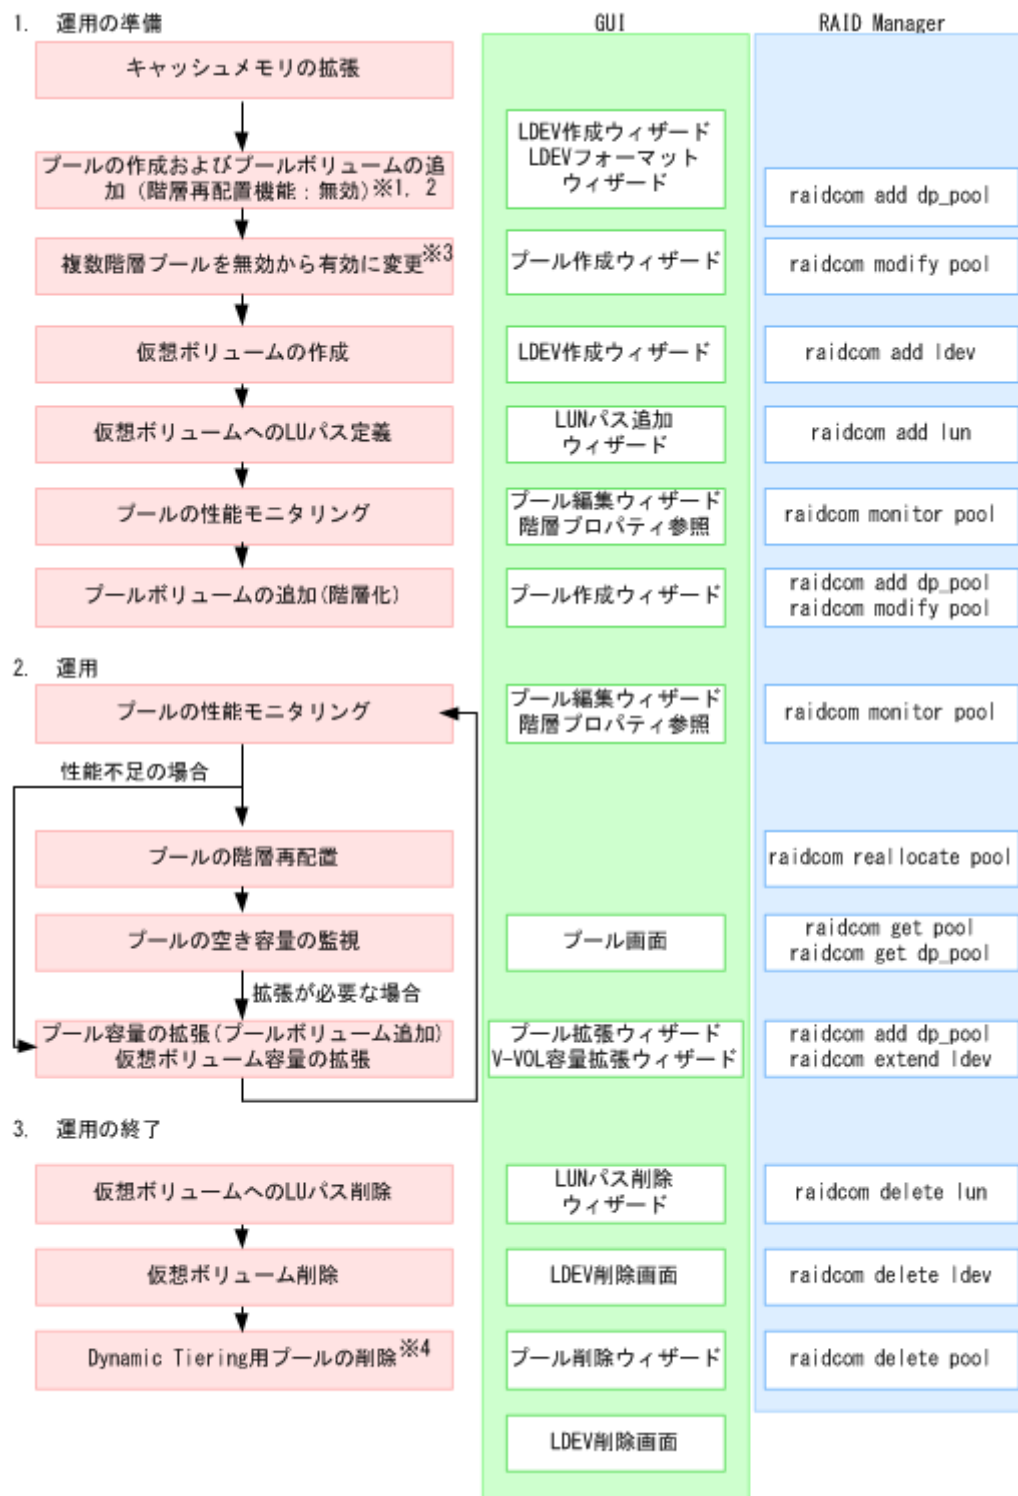 1. 運用の準備 GUI RAID Manager
キャッシュメモリの拡張
LDEV作成ウィザード
LDEVフォーマット
ウィザード
プールの作成およびプールボリュームの追
加 (階層再配置機能：無効)※1, 2
raidcom add dp_pool
複数階層プールを無効から有効に変更※3
プール作成ウィザード
raidcom modify pool
仮想ボリュームの作成
LDEV作成ウィザード
raidcom add ldev
仮想ボリュームへのLUパス定義
LUNパス追加
ウィザード
raidcom add lun
プールの性能モニタリング
プール編集ウィザード
階層プロパティ参照
raidcom monitor pool
プールボリュームの追加(階層化)
プール作成ウィザード
raidcom add dp_pool
raidcom modify pool
2. 運用
プールの性能モニタリング
プール編集ウィザード
階層プロパティ参照
raidcom monitor pool
性能不足の場合
プールの階層再配置
raidcom reallocate pool
プールの空き容量の監視
プール画面
raidcom get pool
raidcom get dp_pool
拡張が必要な場合
プール容量の拡張(プールボリューム追加)
仮想ボリューム容量の拡張
プール拡張ウィザード
V-VOL容量拡張ウィザード
raidcom add dp_pool
raidcom extend ldev
3. 運用の終了
仮想ボリュームへのLUパス削除
LUNパス削除
ウィザード
raidcom delete lun
仮想ボリューム削除
LDEV削除画面
raidcom delete ldev
Dynamic Tiering用プールの削除※4
プール削除ウィザード
raidcom delete pool
LDEV削除画面